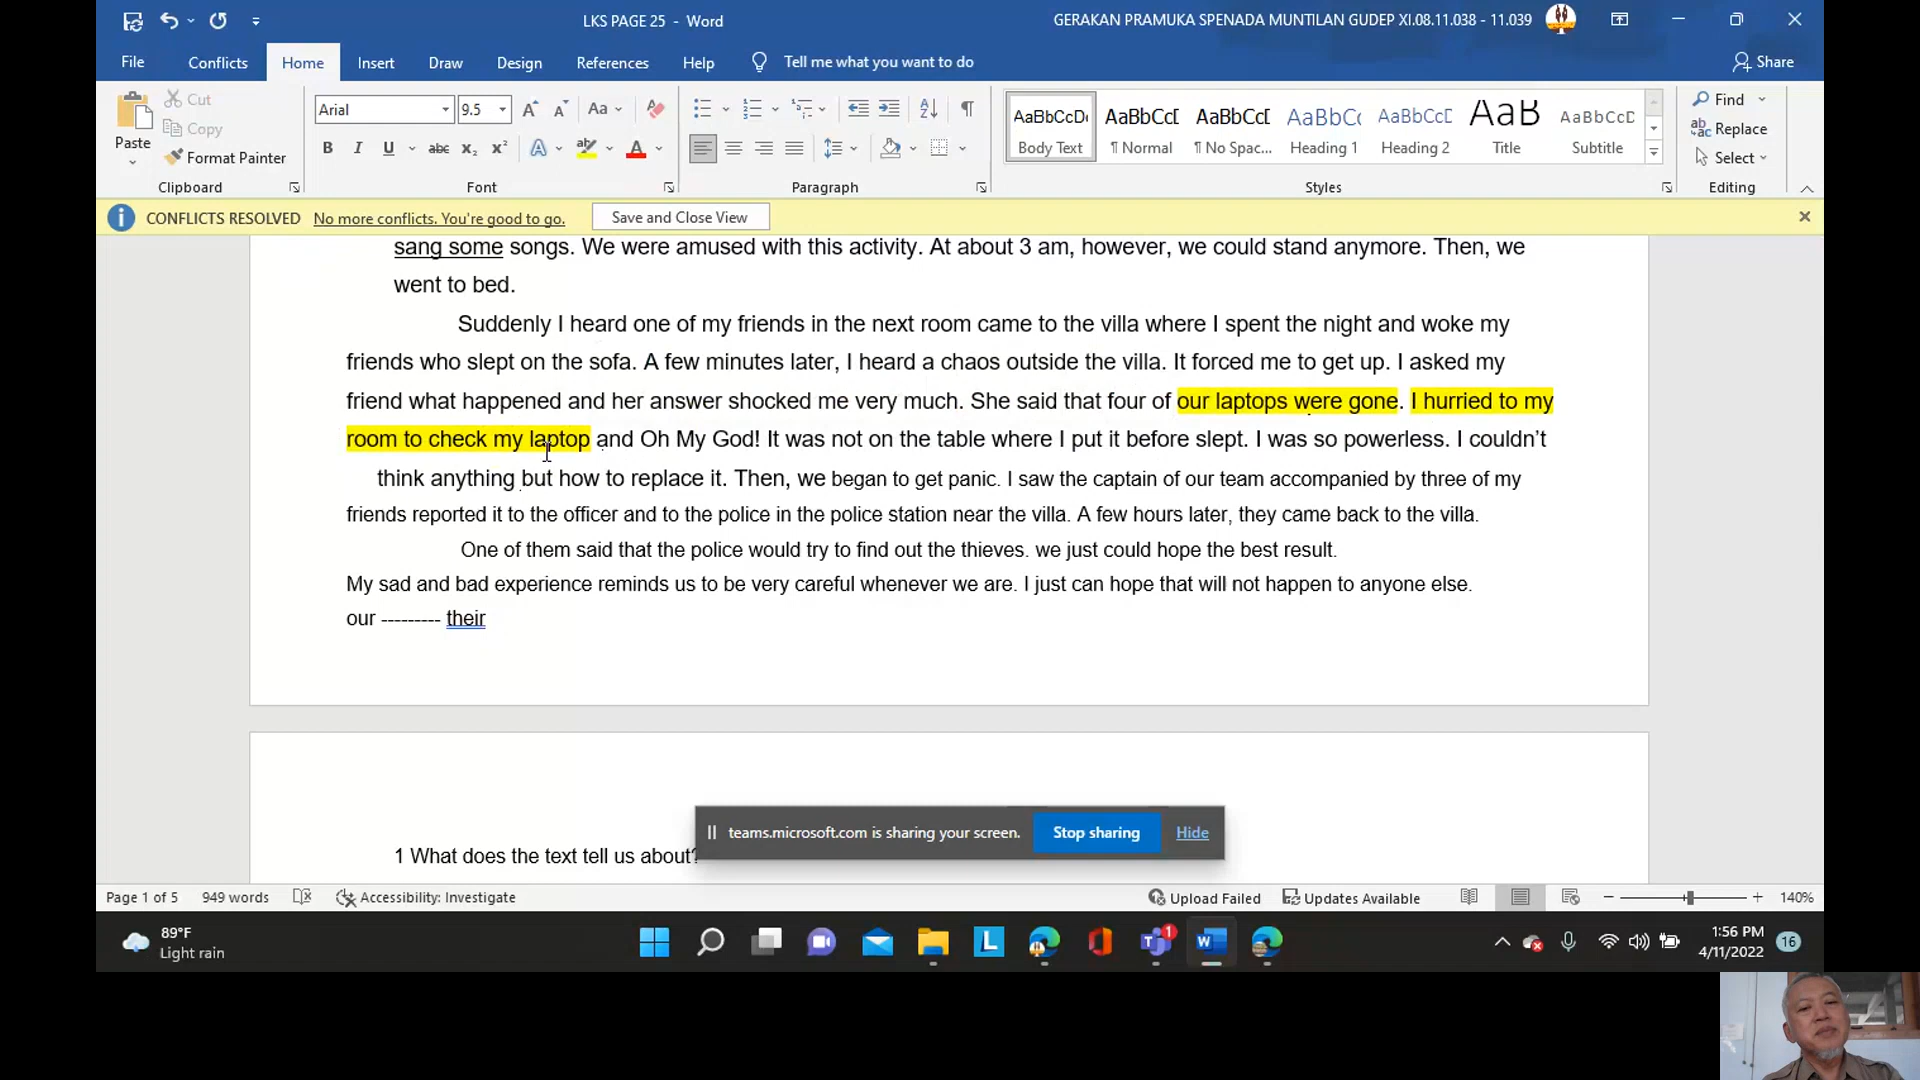 LKS PAGE 25 - Word
GERAKAN PRAMUKA SPENADA MUNTILAN GUDEP XI.08.11.038 - 11.039
File Conflicts Home Insert Draw Design References Help Tell me what you want to do Share
Paste
Cut
Copy
Format Painter
Clipboard
Arial 9.5
Font
Paragraph
AaBbCcDc Body Text
AaBbCcD ¶ Normal
AaBbCcD ¶ No Spac...
AaBbCc Heading 1
AaBbCcD Heading 2
AaB Title
AaBbCcD Subtitle
Styles
Find
Replace
Select
Editing
CONFLICTS RESOLVED No more conflicts. You're good to go. Save and Close View
sang some songs. We were amused with this activity. At about 3 am, however, we could stand anymore. Then, we
went to bed.
Suddenly I heard one of my friends in the next room came to the villa where I spent the night and woke my
friends who slept on the sofa. A few minutes later, I heard a chaos outside the villa. It forced me to get up. I asked my
friend what happened and her answer shocked me very much. She said that four of our laptops were gone. I hurried to my
room to check my laptop and Oh My God! It was not on the table where I put it before slept. I was so powerless. I couldn’t
think anything but how to replace it. Then, we began to get panic. I saw the captain of our team accompanied by three of my
friends reported it to the officer and to the police in the police station near the villa. A few hours later, they came back to the villa.
One of them said that the police would try to find out the thieves. we just could hope the best result.
My sad and bad experience reminds us to be very careful whenever we are. I just can hope that will not happen to anyone else.
our --------- their
1 What does the text tell us about?
teams.microsoft.com is sharing your screen. Stop sharing Hide
Page 1 of 5 949 words Accessibility: Investigate Upload Failed Updates Available 140%
89°F
Light rain
1:56 PM
4/11/2022
16